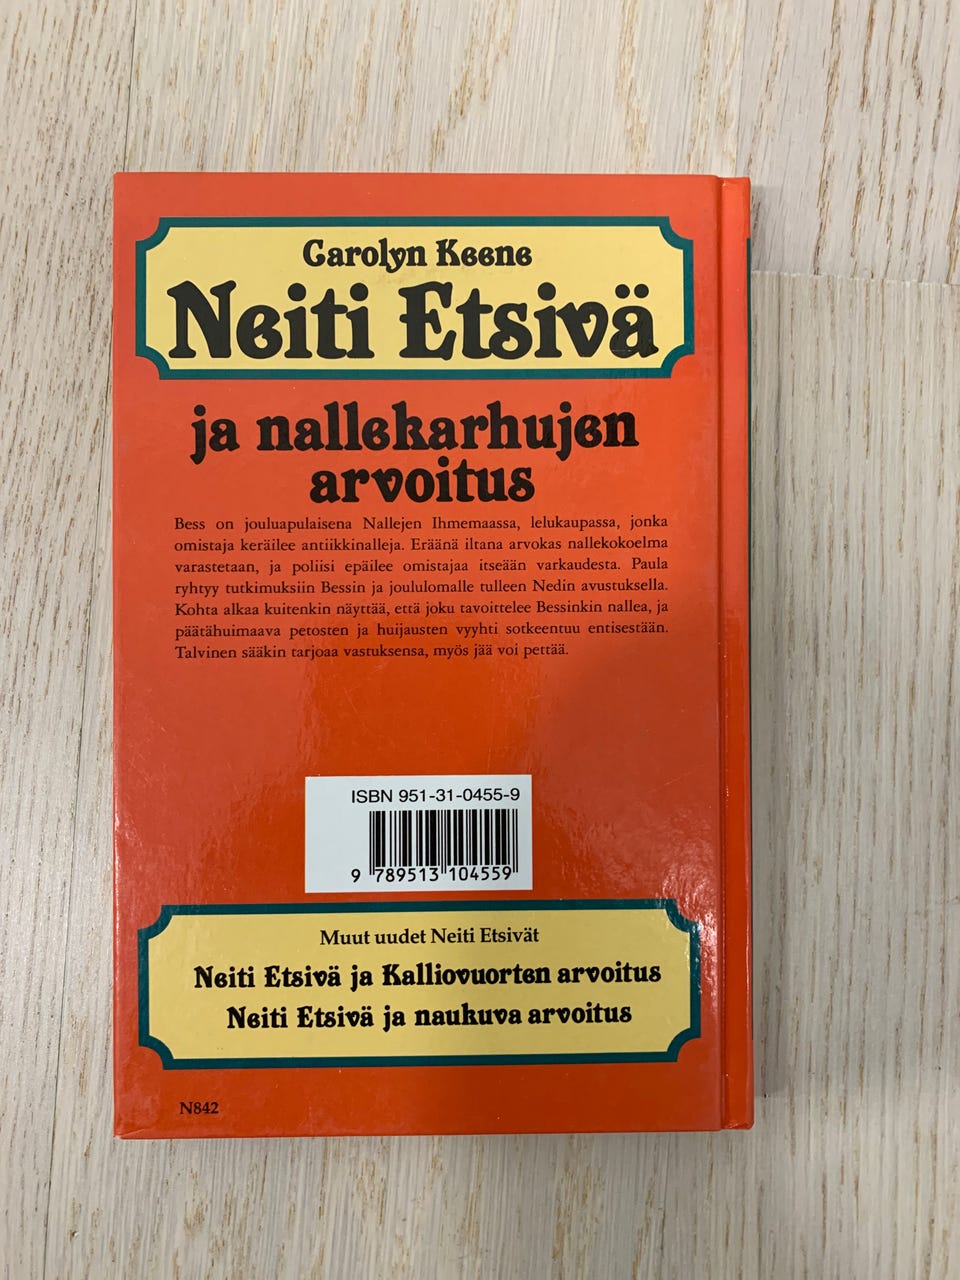 Carolyn Keene
Neiti Etsivä
ja nallekarhujen
arvoitus
Bess on jouluapulaisena Nallejen Ihmemaassa, lelukaupassa, jonka
omistaja keräilee antiikkinalleja. Eräänä iltana arvokas nallekokoelma
varastetaan, ja poliisi epäilee omistajaa itseään varkaudesta. Paula
ryhtyy tutkimuksiin Bessin ja joululomalle tulleen Nedin avustuksella.
Kohta alkaa kuitenkin näyttää, että joku tavoittelee Bessinkin nallea, ja
päätähuimaava petosten ja huijausten vyyhti sotkeentuu entisestään.
Talvinen sääkin tarjoaa vastuksensa, myös jää voi pettää.
ISBN 951-31-0455-9
9 789513 104559
Muut uudet Neiti Etsivät
Neiti Etsivä ja Kalliovuorten arvoitus
Neiti Etsivä ja naukuva arvoitus
N842